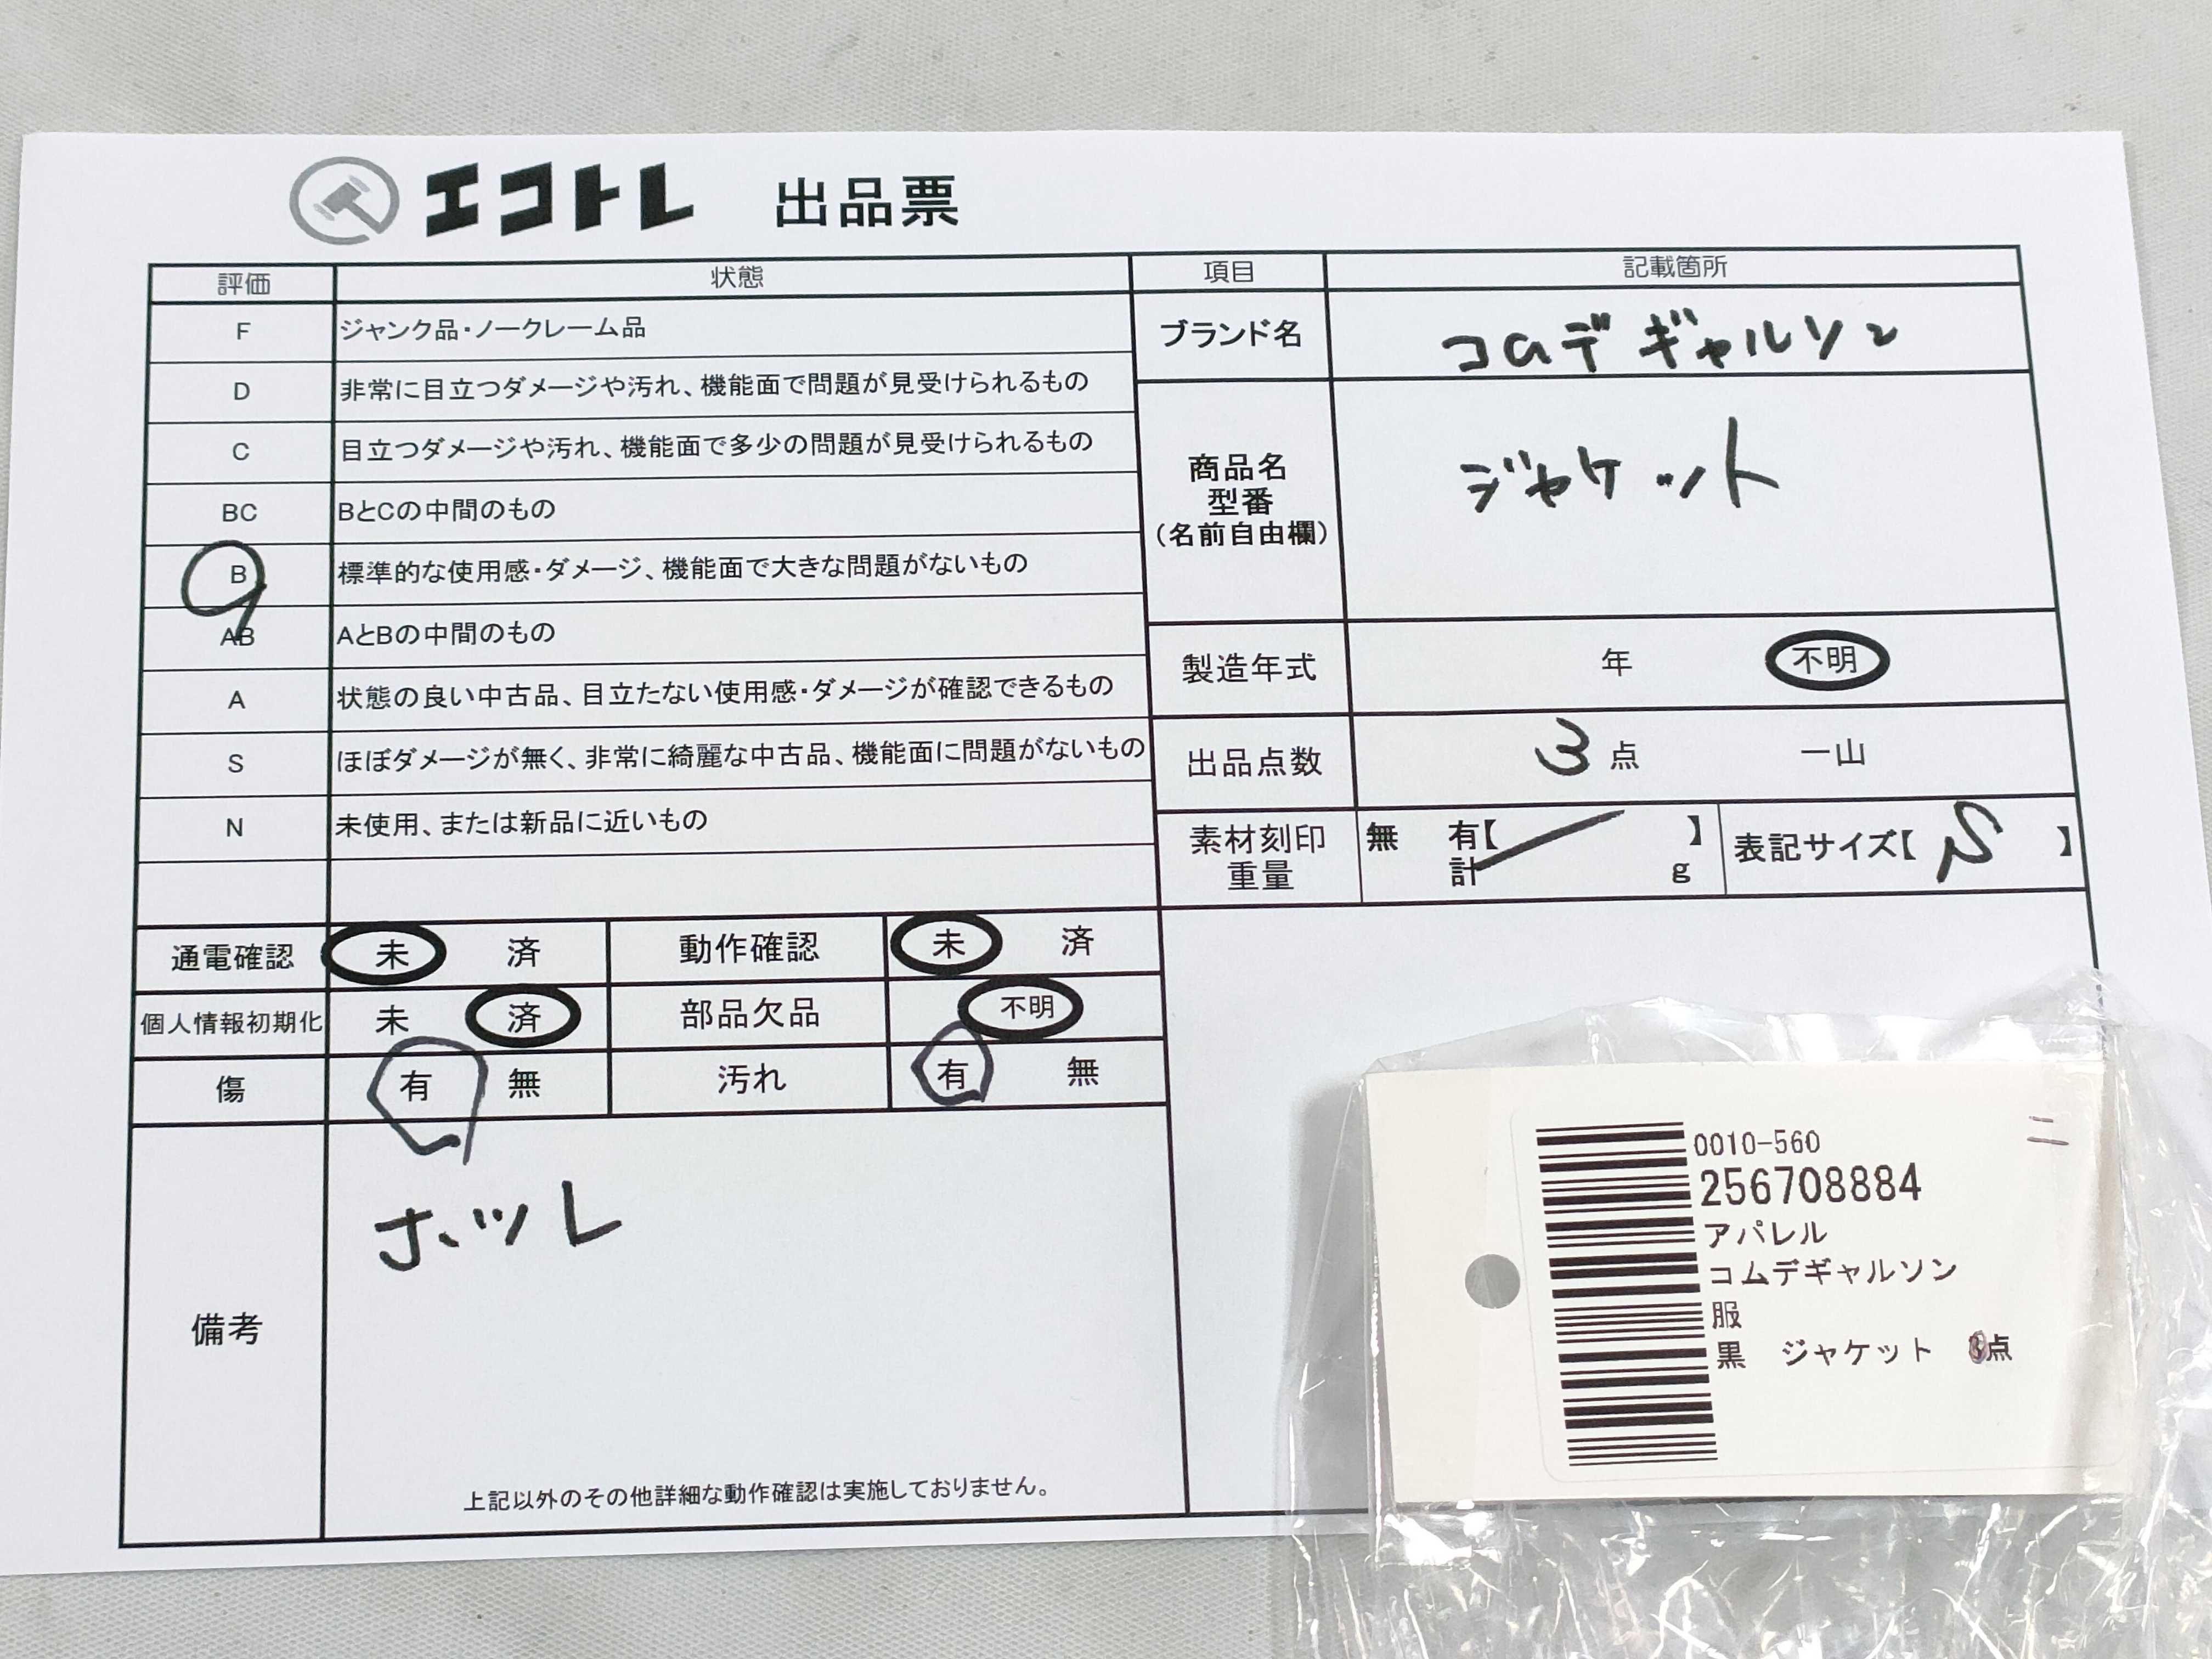 エコトレ 出品票
評価 状態 項目 記載箇所
F ジャンク品・ノークレーム品
D 非常に目立つダメージや汚れ、機能面で問題が見受けられるもの
C 目立つダメージや汚れ、機能面で多少の問題が見受けられるもの
BC BとCの中間のもの
B 標準的な使用感・ダメージ、機能面で大きな問題がないもの
AB AとBの中間のもの
A 状態の良い中古品、目立たない使用感・ダメージが確認できるもの
S ほぼダメージが無く、非常に綺麗な中古品、機能面に問題がないもの
N 未使用、または新品に近いもの
ブランド名 コムデギャルソン
商品名
型番
(名前自由欄)
ジャケット
製造年式 年 不明
出品点数 3 点 一山
素材刻印 無 有【 】
重量 計 g
表記サイズ【 S 】
通電確認 未 済 動作確認 未 済
個人情報初期化 未 済 部品欠品 不明
傷 有 無 汚れ 有 無
備考
ホツレ
上記以外のその他詳細な動作確認は実施しておりません。
0010-560 ニ
256708884
アパレル
コムデギャルソン
服
黒 ジャケット 点